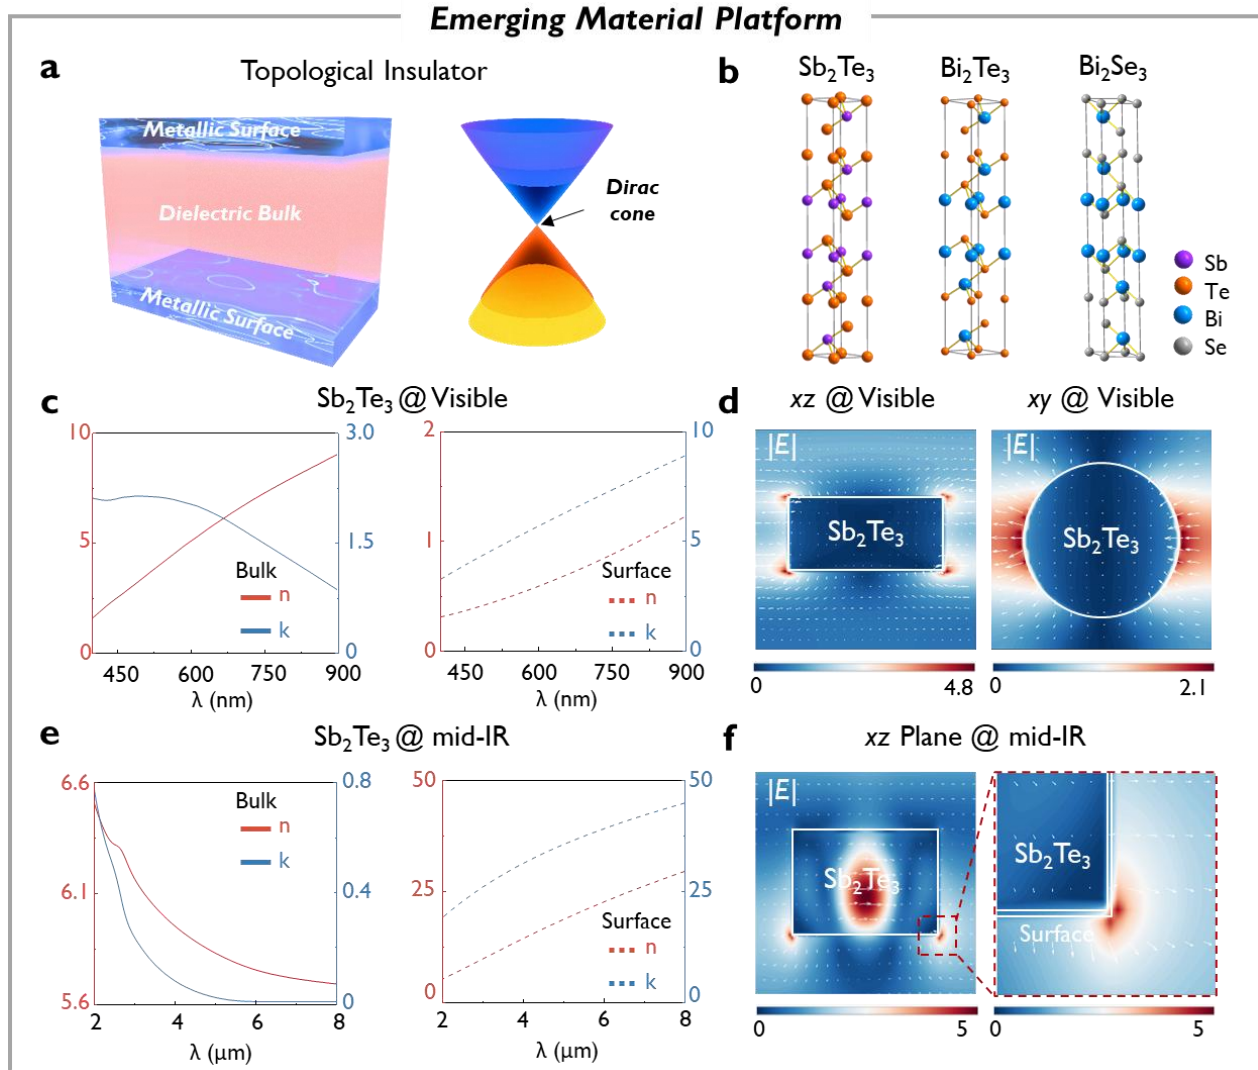 Emerging Material Platform
a
Topological Insulator
Metallic Surface
Dielectric Bulk
Metallic Surface
Dirac
cone
b
Sb₂Te₃
Bi₂Te₃
Bi₂Se₃
Sb
Te
Bi
Se
c
Sb₂Te₃ @ Visible
10
5
0
3.0
1.5
0
Bulk
n
k
450
600
750
900
λ (nm)
2
1
0
10
5
0
Surface
n
k
450
600
750
900
λ (nm)
d
xz @ Visible
|E|
Sb₂Te₃
0
4.8
xy @ Visible
|E|
Sb₂Te₃
0
2.1
e
Sb₂Te₃ @ mid-IR
6.6
6.1
5.6
0.8
0.4
0
Bulk
n
k
2
4
6
8
λ (μm)
50
25
0
50
25
0
Surface
n
k
2
4
6
8
λ (μm)
f
xz Plane @ mid-IR
|E|
Sb₂Te₃
0
5
Sb₂Te₃
Surface
0
5